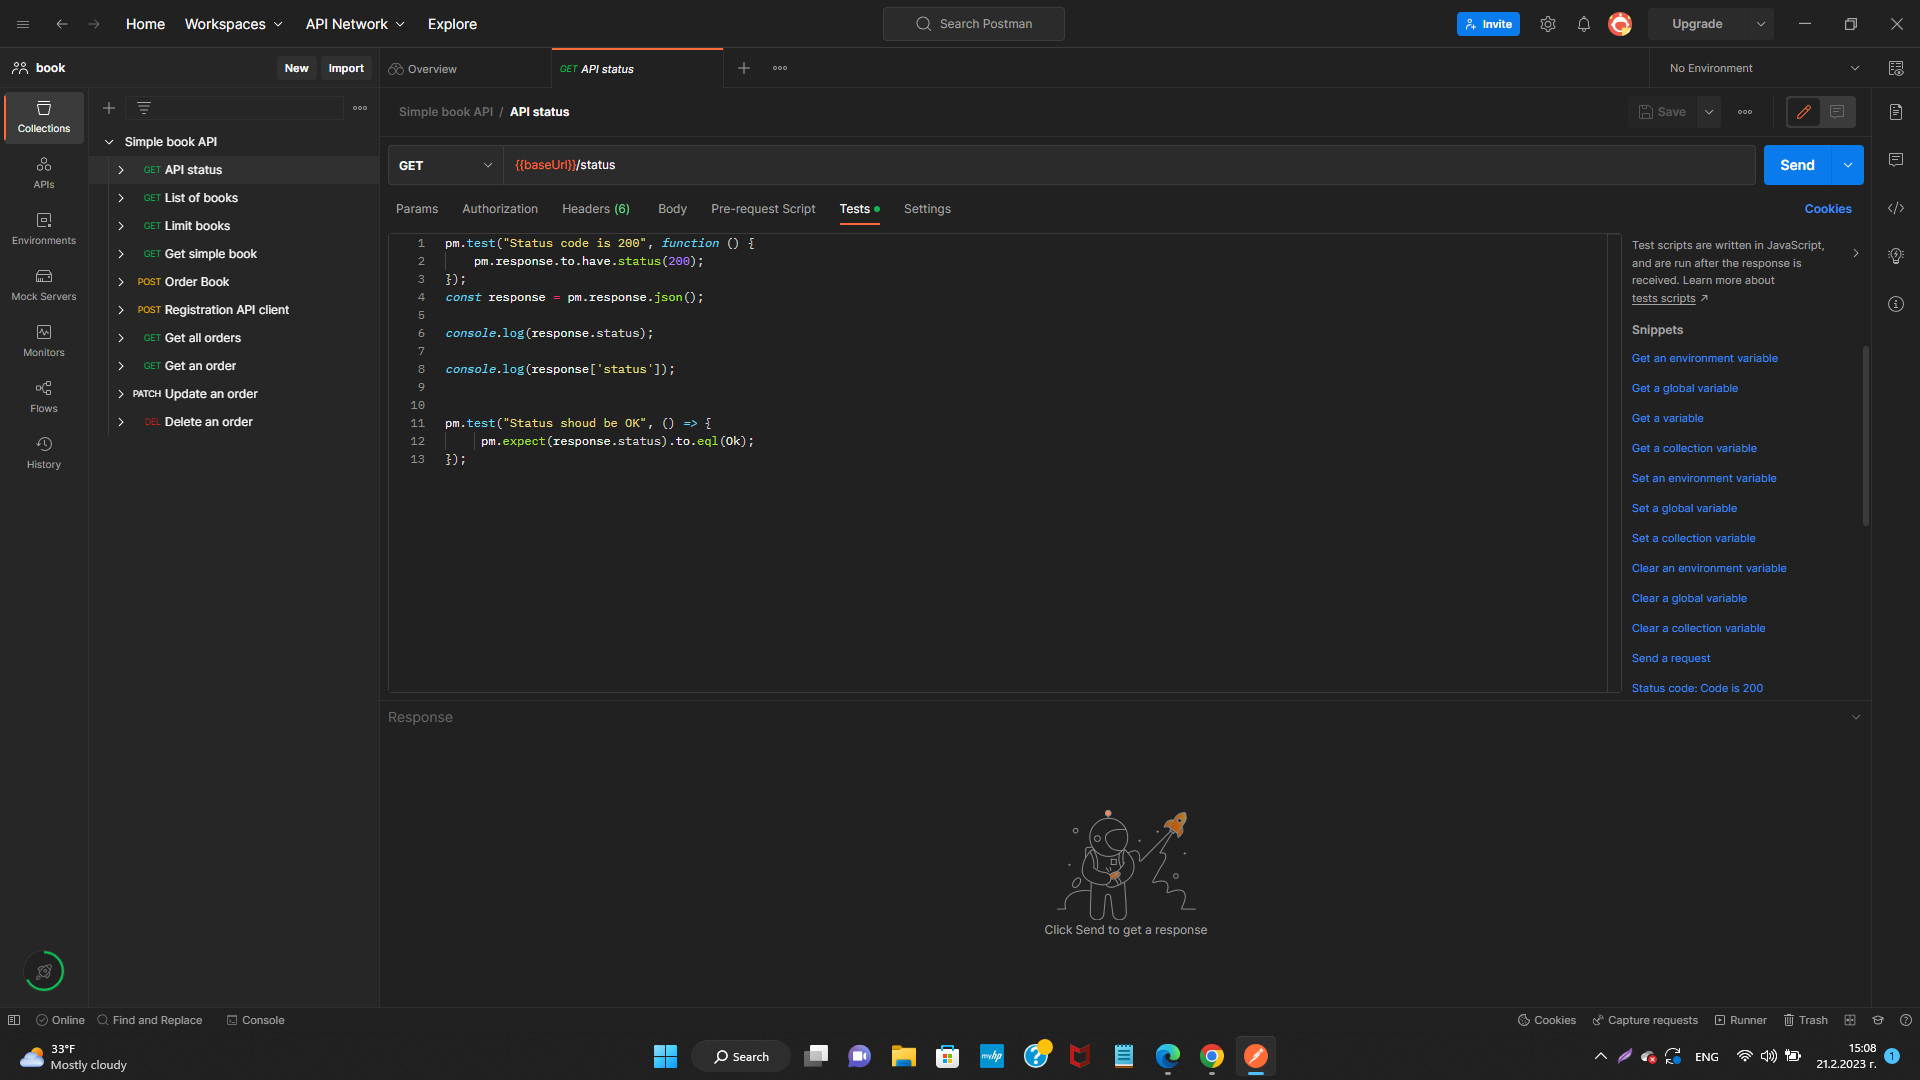 Home
Workspaces
API Network
Explore
Search Postman
Invite
Upgrade
book
New
Import
Overview
GET API status
No Environment
Collections
APIs
Environments
Mock Servers
Monitors
Flows
History
Simple book API
GET API status
GET List of books
GET Limit books
GET Get simple book
POST Order Book
POST Registration API client
GET Get all orders
GET Get an order
PATCH Update an order
DEL Delete an order
Simple book API / API status
Save
GET
{{baseUrl}}/status
Send
Params
Authorization
Headers (6)
Body
Pre-request Script
Tests
Settings
Cookies
1 pm.test("Status code is 200", function () {
2 pm.response.to.have.status(200);
3 });
4 const response = pm.response.json();
5
6 console.log(response.status);
7
8 console.log(response['status']);
9
10
11 pm.test("Status shoud be OK", () => {
12 pm.expect(response.status).to.eql(Ok);
13 });
Test scripts are written in JavaScript,
and are run after the response is
received. Learn more about
tests scripts ↗
Snippets
Get an environment variable
Get a global variable
Get a variable
Get a collection variable
Set an environment variable
Set a global variable
Set a collection variable
Clear an environment variable
Clear a global variable
Clear a collection variable
Send a request
Status code: Code is 200
Response
Click Send to get a response
Online
Find and Replace
Console
Cookies
Capture requests
Runner
Trash
33°F
Mostly cloudy
Search
myhp
ENG
15:08
21.2.2023 г.
1